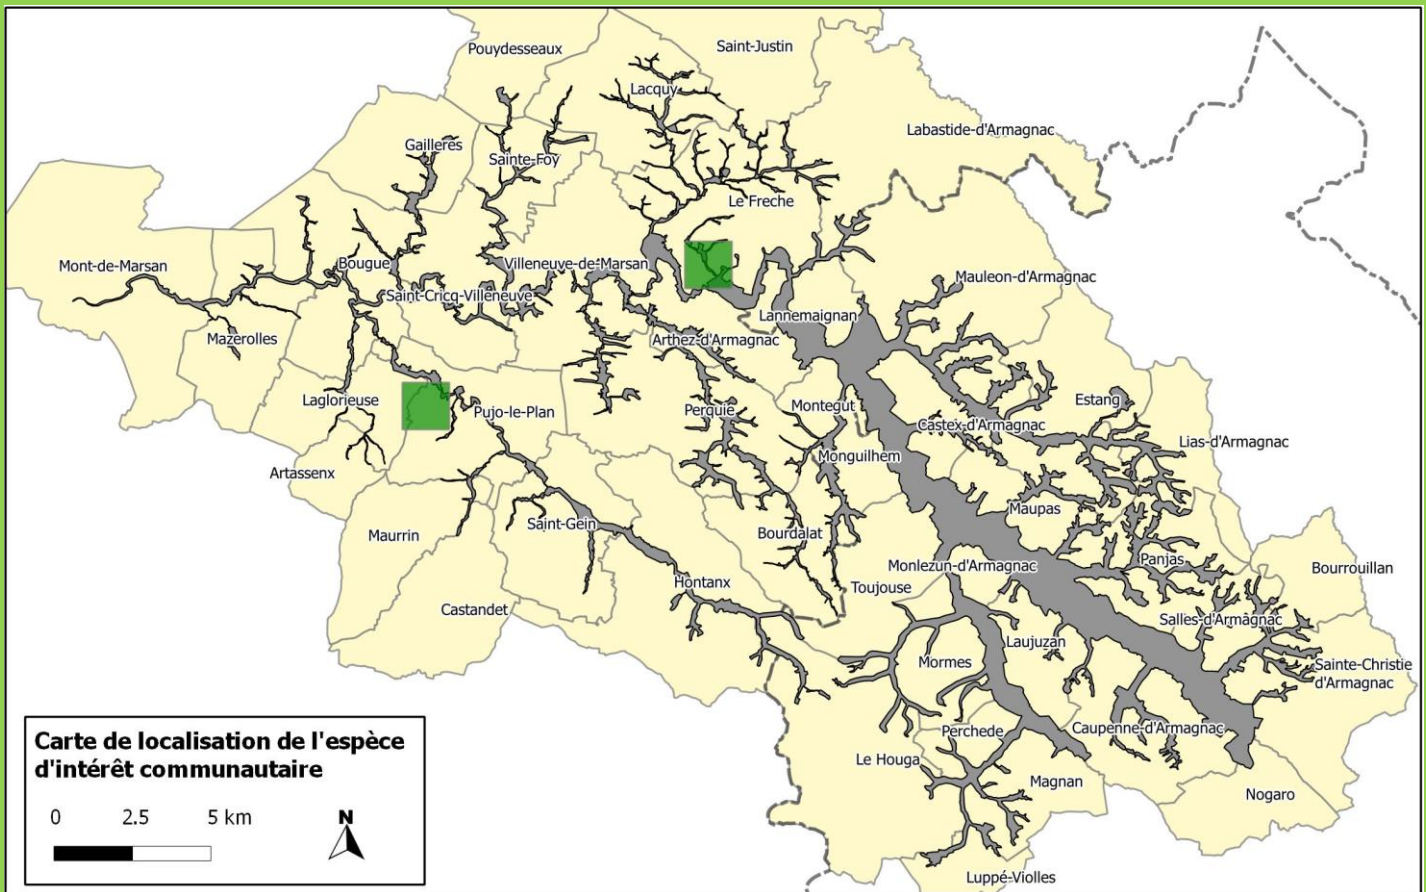 Pouydesseaux
Saint-Justin
Lacquy
Labastide-d'Armagnac
Gailleres
Sainte-Foy
Le Freche
Mont-de-Marsan
Bougue
Villeneuve-de-Marsan
Mauleon-d'Armagnac
Saint-Cricq-Villeneuve
Lannemaignan
Mazerolles
Arthez-d'Armagnac
Laglorieuse
Pujo-le-Plan
Perquie
Montegut
Estang
Castex-d'Armagnac
Lias-d'Armagnac
Monguilhem
Artassenx
Maupas
Saint-Gein
Maurrin
Bourdalat
Panjas
Monlezun-d'Armagnac
Bourrouillan
Hontanx
Toujouse
Castandet
Salles-d'Armagnac
Laujuzan
Mormes
Sainte-Christie
d'Armagnac
Perchede
Caupenne-d'Armagnac
Le Houga
Magnan
Nogaro
Luppé-Violles
Carte de localisation de l'espèce
d'intérêt communautaire
0 2.5 5 km
N